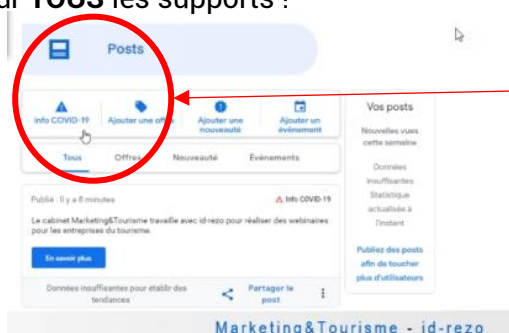 TOUS les supports !
Posts
Info COVID-19
Ajouter une
Ajouter une nouveauté
Ajouter un événement
Vos posts
Nouvelles vues
cette semaine
Tous Offres Nouveauté Événements
Données
insuffisantes
Statistique
actualisée à
l'instant
Publié : Il y a 8 minutes
Info COVID-19
Le cabinet Marketing&Tourisme travaille avec id-rezo pour réaliser des webinaires
pour les entreprises du tourisme.
En savoir plus
Publiez des posts
afin de toucher
plus d'utilisateurs
Données insuffisantes pour établir des
tendances
Partager le
post
Marketing&Tourisme - id-rezo